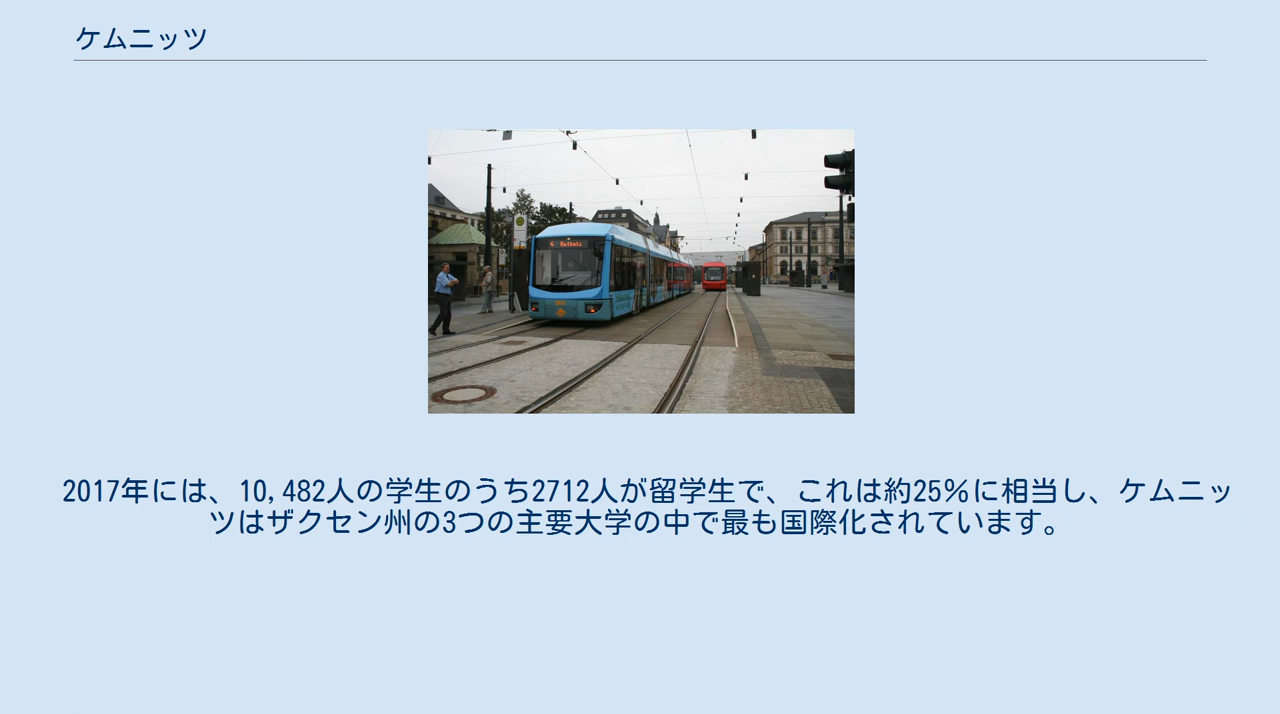 ケムニッツ
4 Hutholz
2017年には、10,482人の学生のうち2712人が留学生で、これは約25％に相当し、ケムニッ
ツはザクセン州の3つの主要大学の中で最も国際化されています。